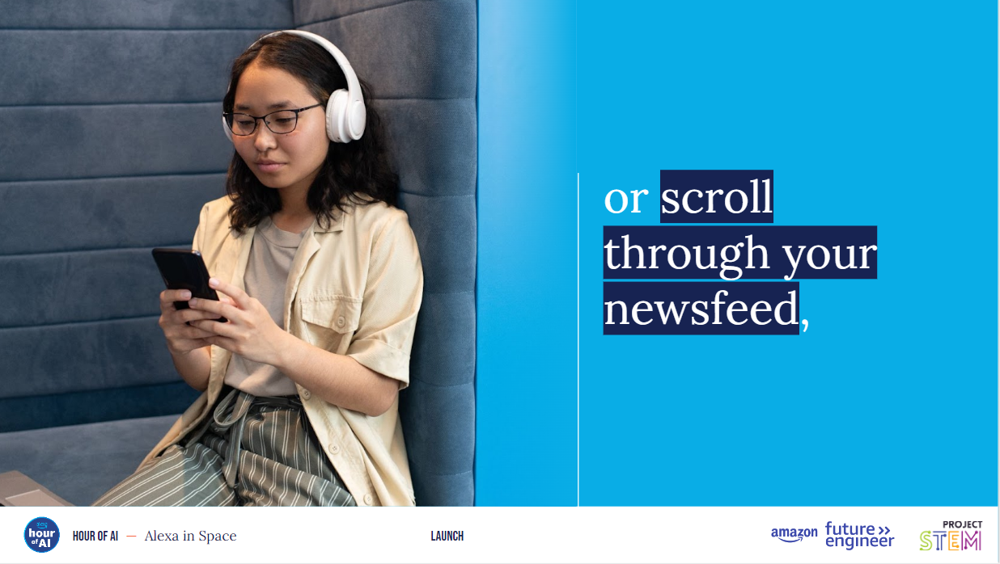 or scroll
through your
newsfeed,
hour
of AI
HOUR OF AI — Alexa in Space
LAUNCH
amazon
future
engineer
PROJECT
STEM